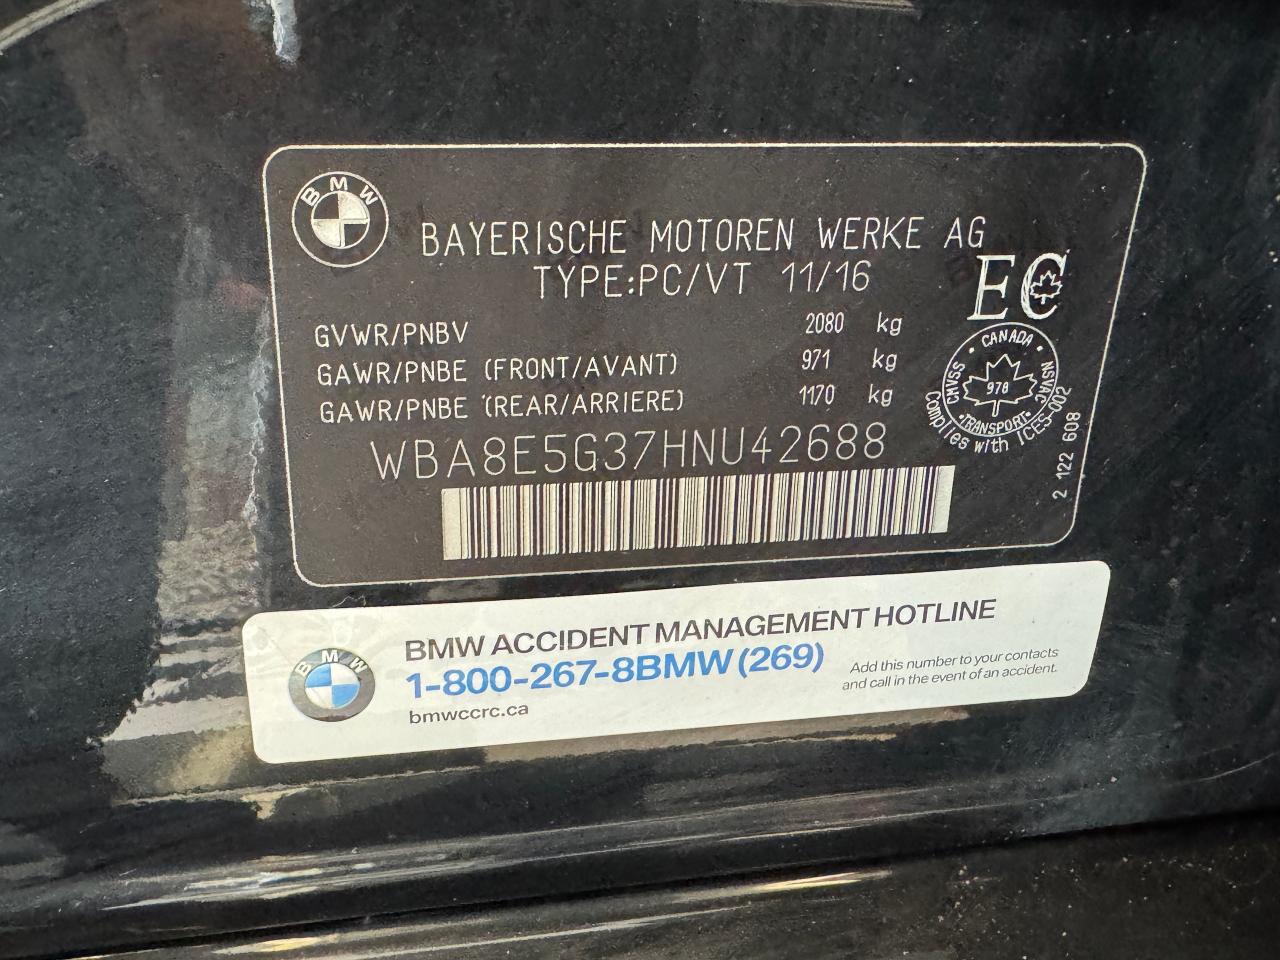 BMW
BAYERISCHE MOTOREN WERKE AG
TYPE:PC/VT 11/16
EC
GVWR/PNBV 2080 kg
GAWR/PNBE (FRONT/AVANT) 971 kg
GAWR/PNBE (REAR/ARRIERE) 1170 kg
CANADA
CMVSS 978 NSVAC
TRANSPORT
Complies with ICES-002
2 122 608
WBA8E5G37HNU42688
BMW
BMW ACCIDENT MANAGEMENT HOTLINE
1-800-267-8BMW (269)
bmwccrc.ca
Add this number to your contacts
and call in the event of an accident.